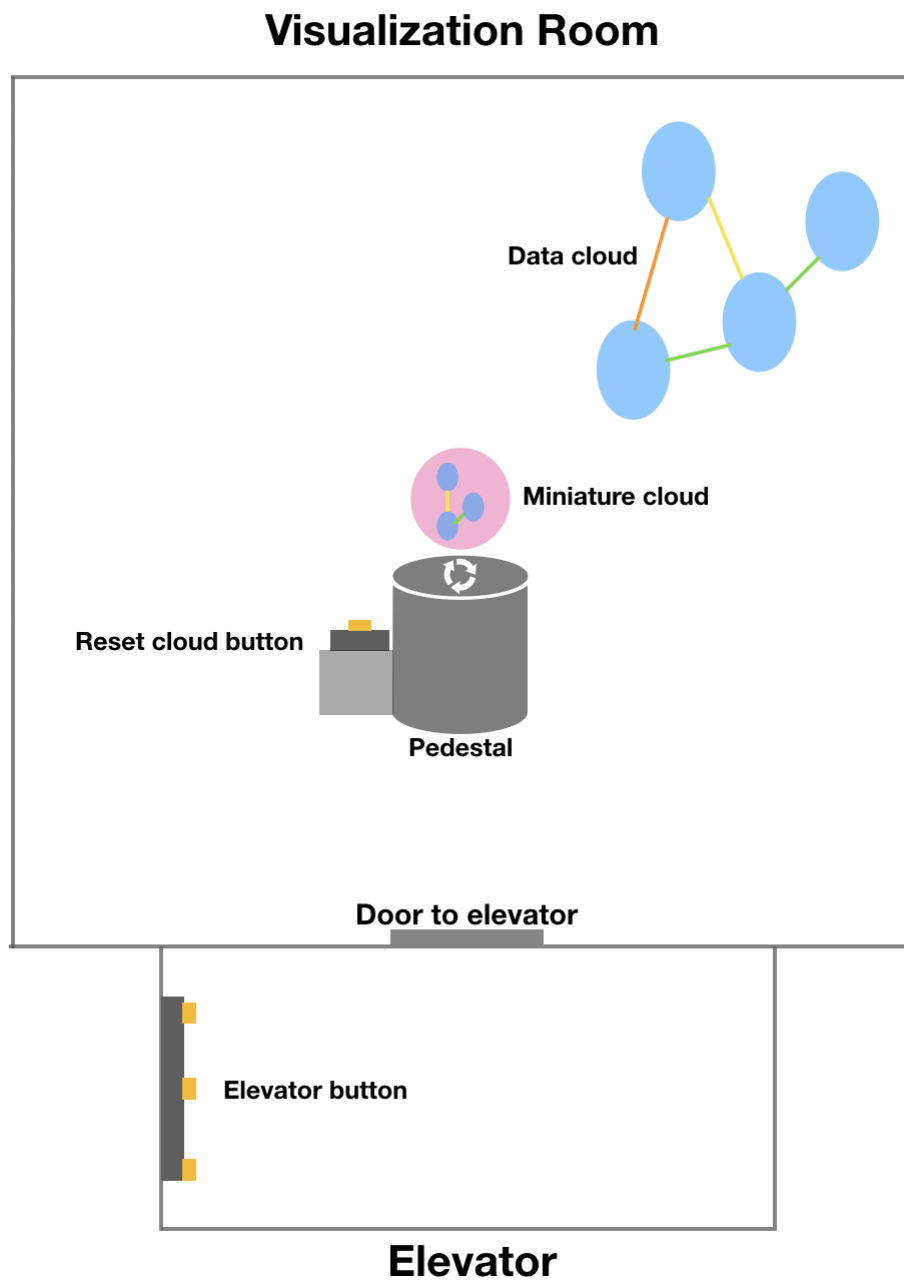 Visualization Room
Data cloud
Miniature cloud
Reset cloud button
Pedestal
Door to elevator
Elevator button
Elevator